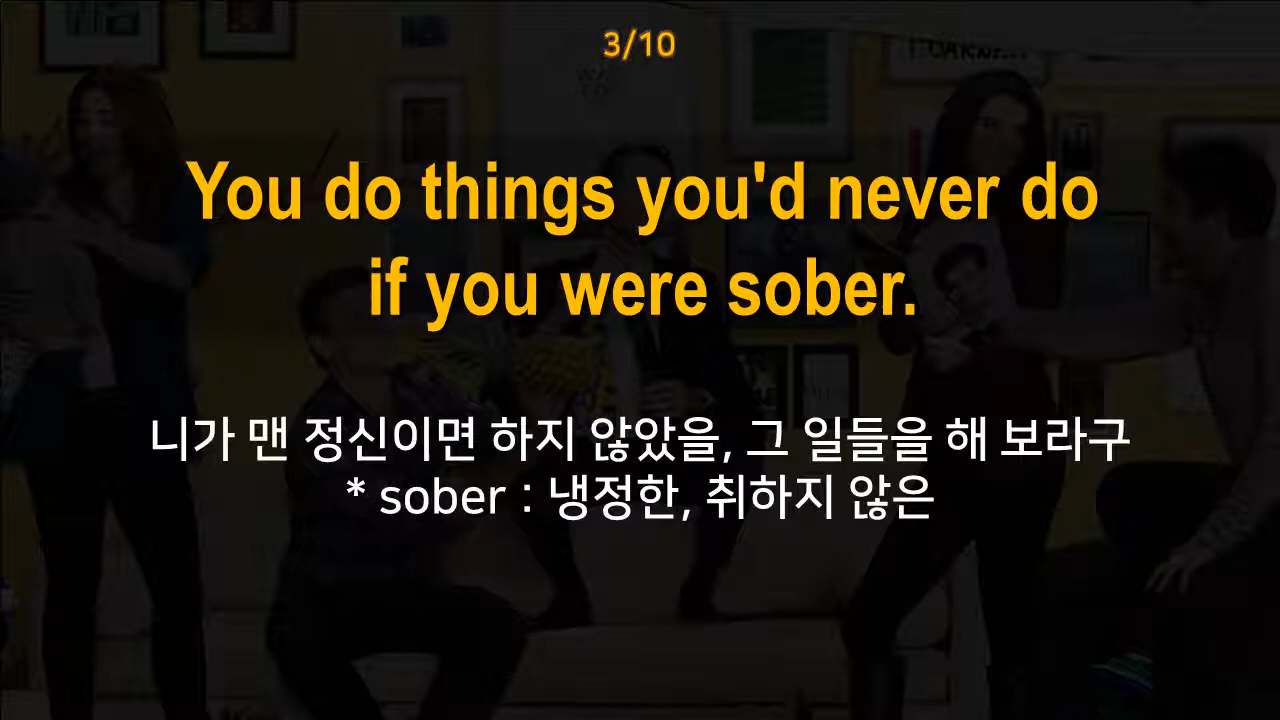 3/10
You do things you'd never do
if you were sober.
니가 맨 정신이면 하지 않았을, 그 일들을 해 보라구
* sober : 냉정한, 취하지 않은